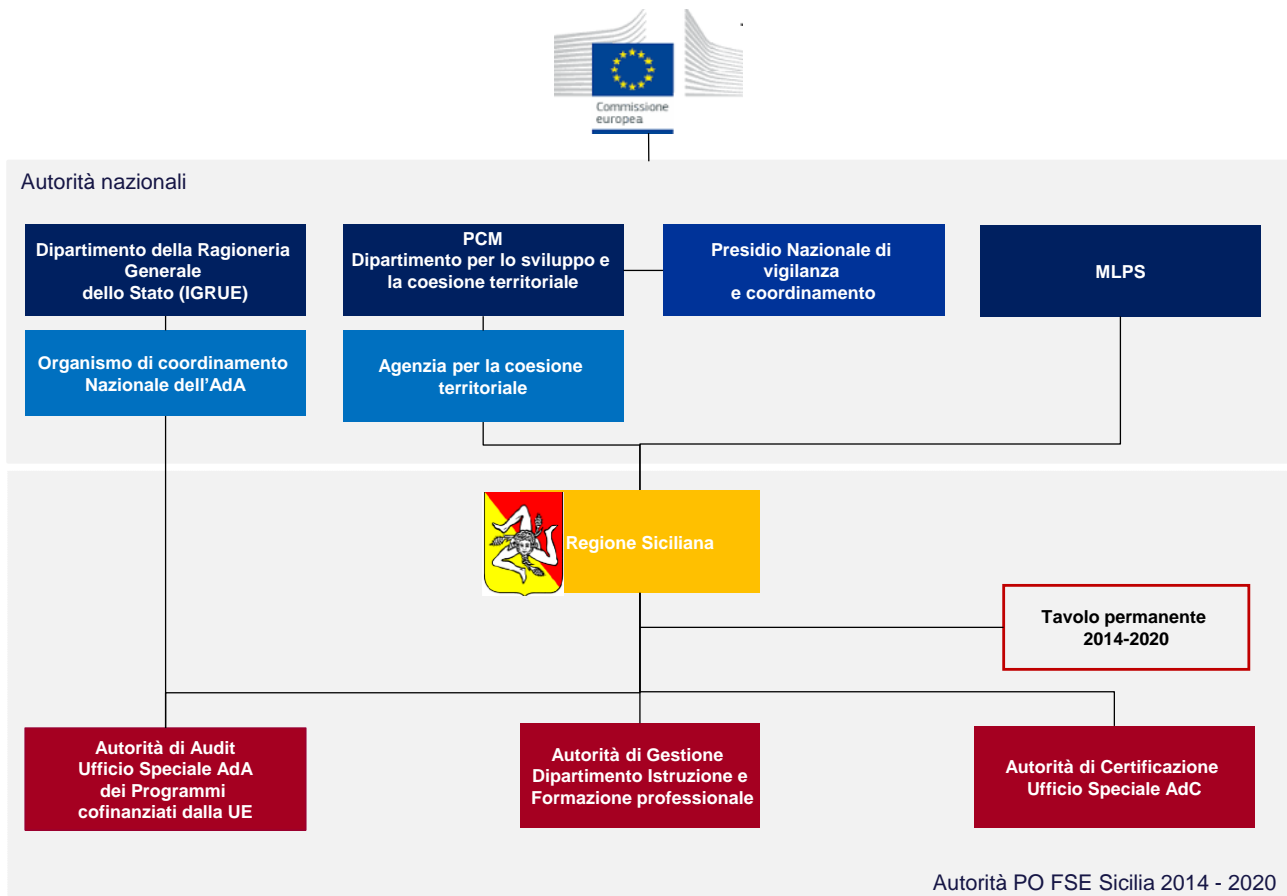 Commissione
europea
Autorità nazionali
Dipartimento della Ragioneria
Generale
dello Stato (IGRUE)
PCM
Dipartimento per lo sviluppo e
la coesione territoriale
Presidio Nazionale di
vigilanza
e coordinamento
MLPS
Organismo di coordinamento
Nazionale dell’AdA
Agenzia per la coesione
territoriale
Regione Siciliana
Tavolo permanente
2014-2020
Autorità di Audit
Ufficio Speciale AdA
dei Programmi
cofinanziati dalla UE
Autorità di Gestione
Dipartimento Istruzione e
Formazione professionale
Autorità di Certificazione
Ufficio Speciale AdC
Autorità PO FSE Sicilia 2014 - 2020